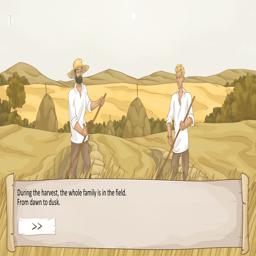 During the harvest, the whole family is in the field.
From dawn to dusk.
>>